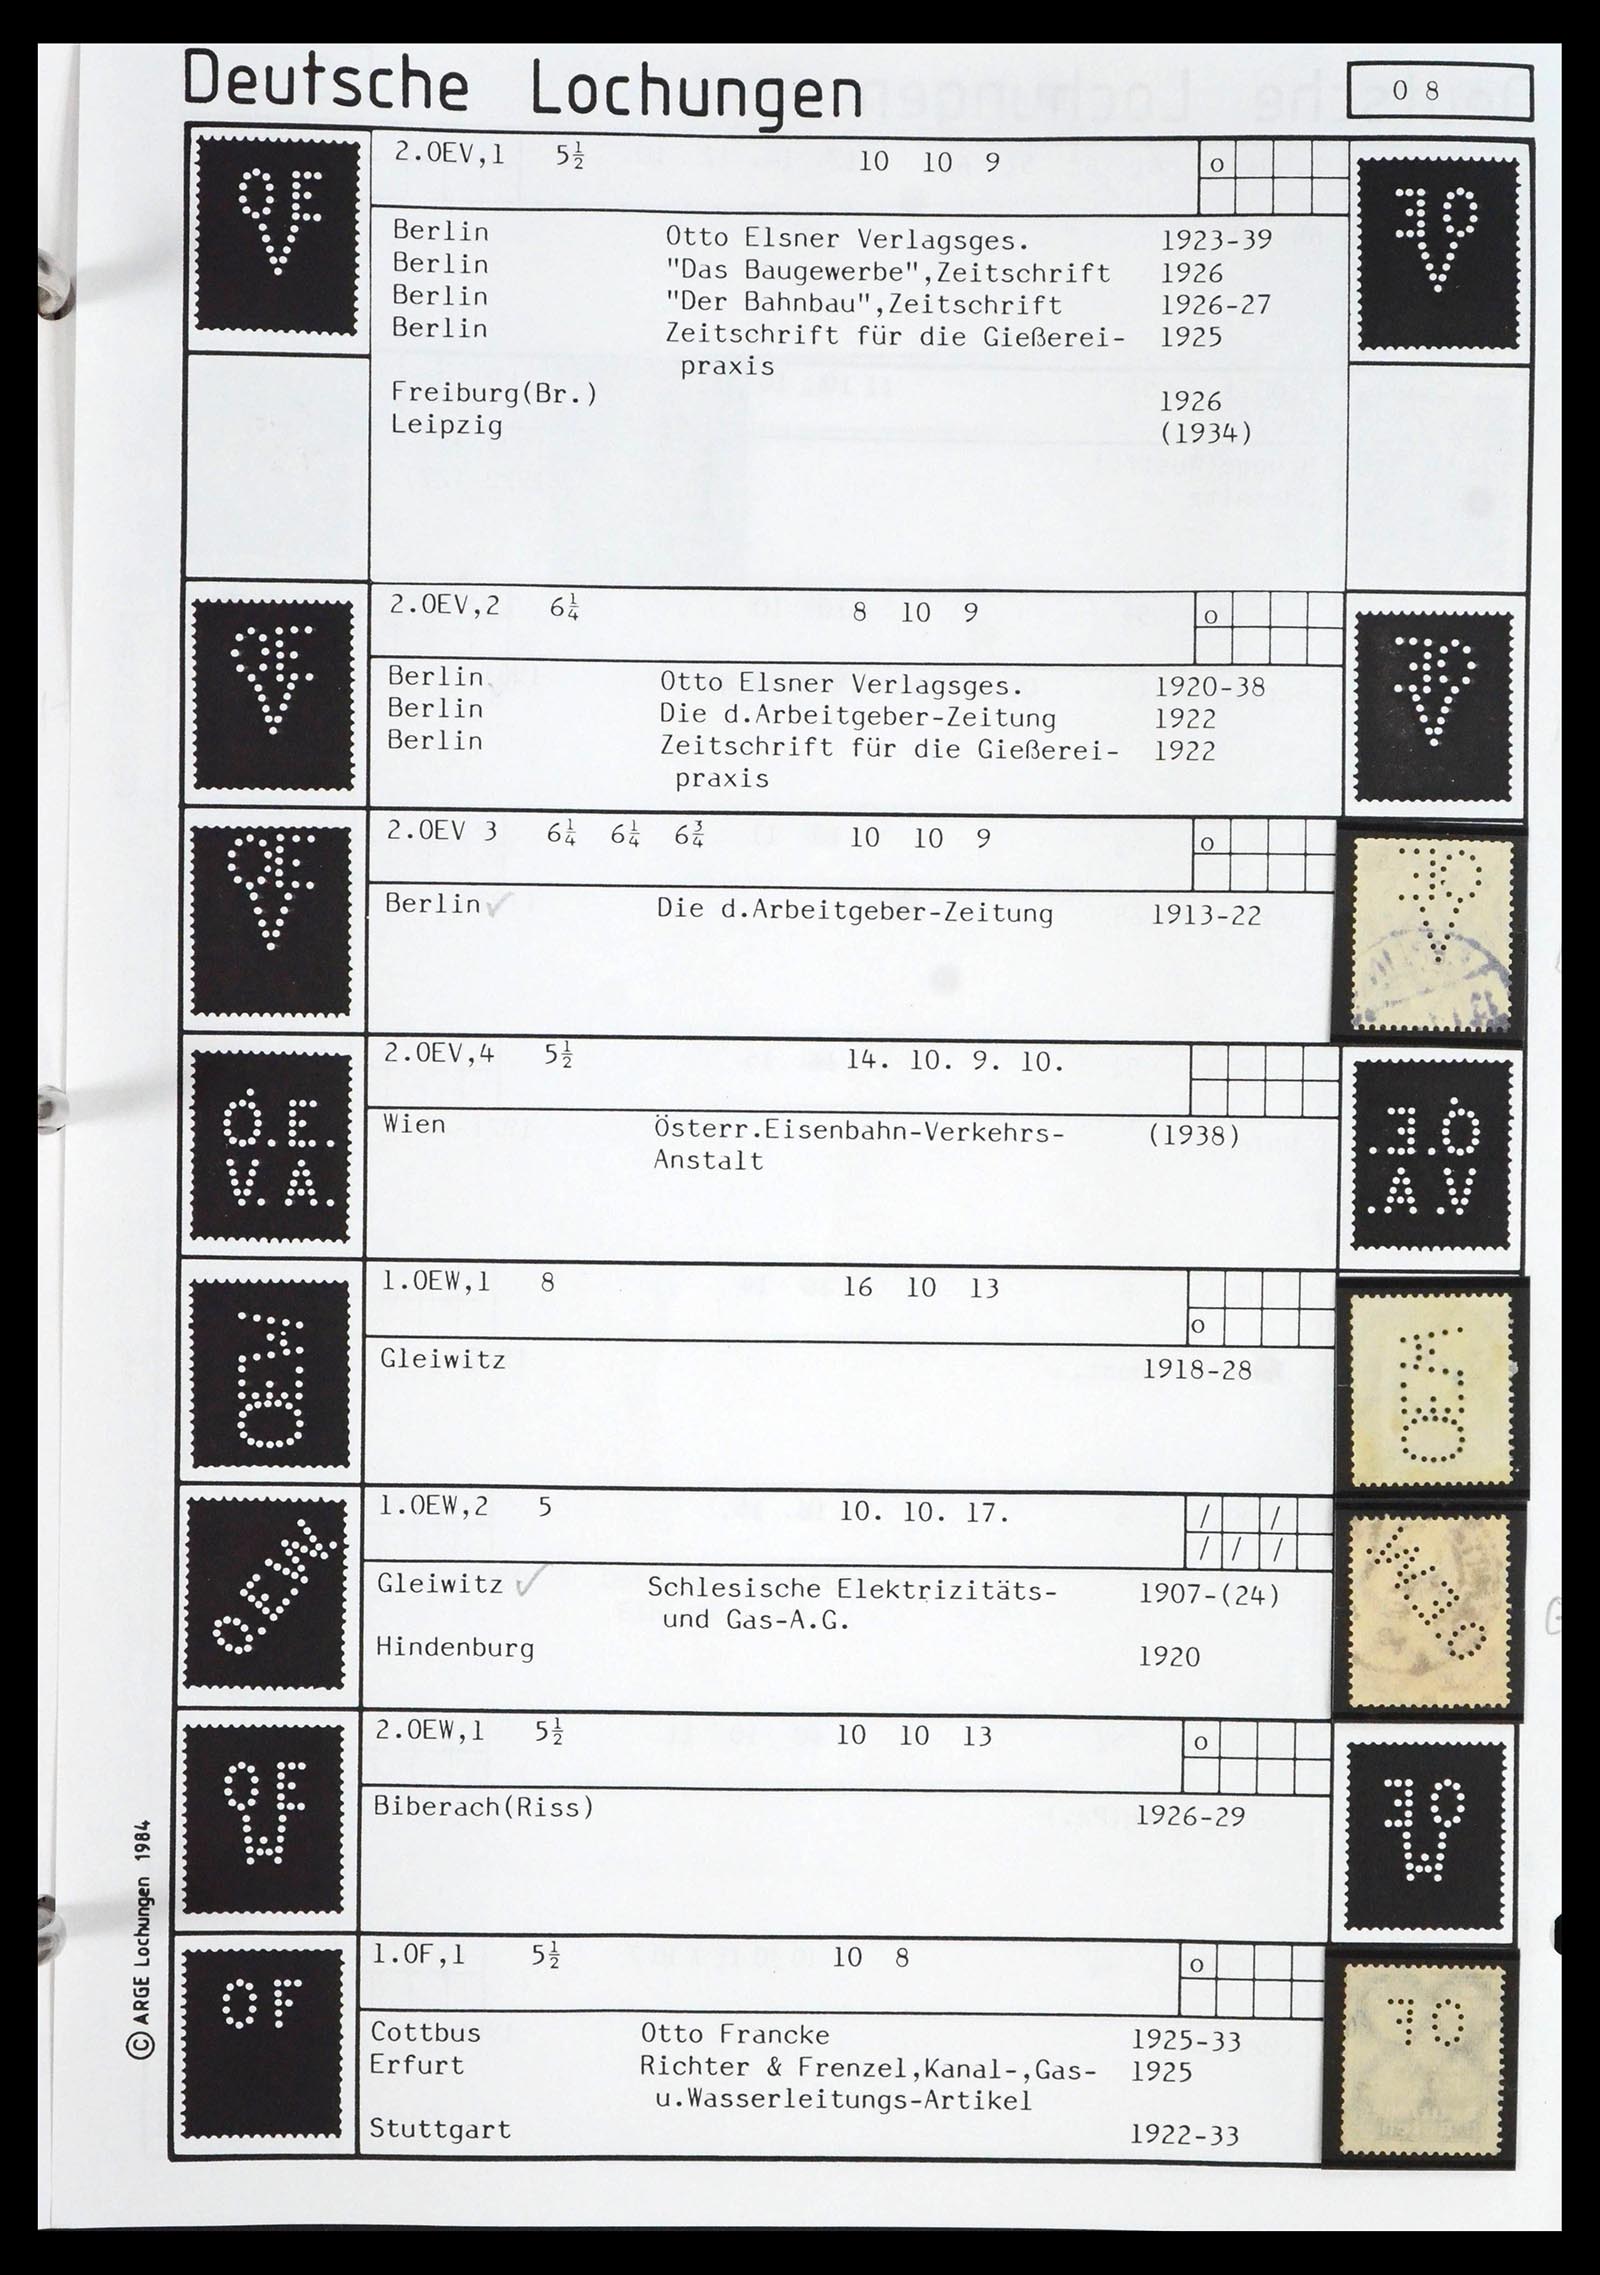 Deutsche Lochungen
O 8
2.OEV,1 5½ 10 10 9 o
Berlin Otto Elsner Verlagsges. 1923-39
Berlin "Das Baugewerbe",Zeitschrift 1926
Berlin "Der Bahnbau",Zeitschrift 1926-27
Berlin Zeitschrift für die Gießerei- 1925
praxis
Freiburg(Br.) 1926
Leipzig (1934)
2.OEV,2 6¼ 8 10 9 o
Berlin Otto Elsner Verlagsges. 1920-38
Berlin Die d.Arbeitgeber-Zeitung 1922
Berlin Zeitschrift für die Gießerei- 1922
praxis
2.OEV 3 6¼ 6¼ 6¾ 10 10 9 o
Berlin ✓ Die d.Arbeitgeber-Zeitung 1913-22
2.OEV,4 5½ 14. 10. 9. 10.
Ö.E.
V.A.
Wien Österr.Eisenbahn-Verkehrs- (1938)
Anstalt
1.OEW,1 8 16 10 13
o
OEW
Gleiwitz 1918-28
1.OEW,2 5 10. 10. 17. / /
/ / /
O.E.W.
Gleiwitz ✓ Schlesische Elektrizitäts- 1907-(24)
und Gas-A.G.
Hindenburg 1920
2.OEW,1 5½ 10 10 13 o
OE
W
Biberach(Riss) 1926-29
1.OF,1 5½ 10 8 o
OF
Cottbus Otto Francke 1925-33
Erfurt Richter & Frenzel,Kanal-,Gas- 1925
u.Wasserleitungs-Artikel
Stuttgart 1922-33
© ARGE Lochungen 1984